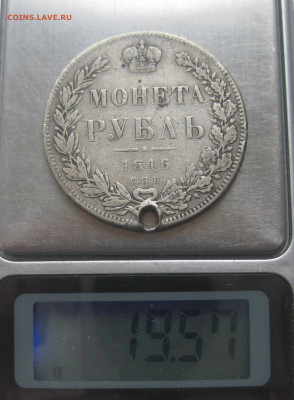 COINS.LAVE.RU
МОНЕТА
РУБЛЬ
1846
С.П.Б.
19.57
g